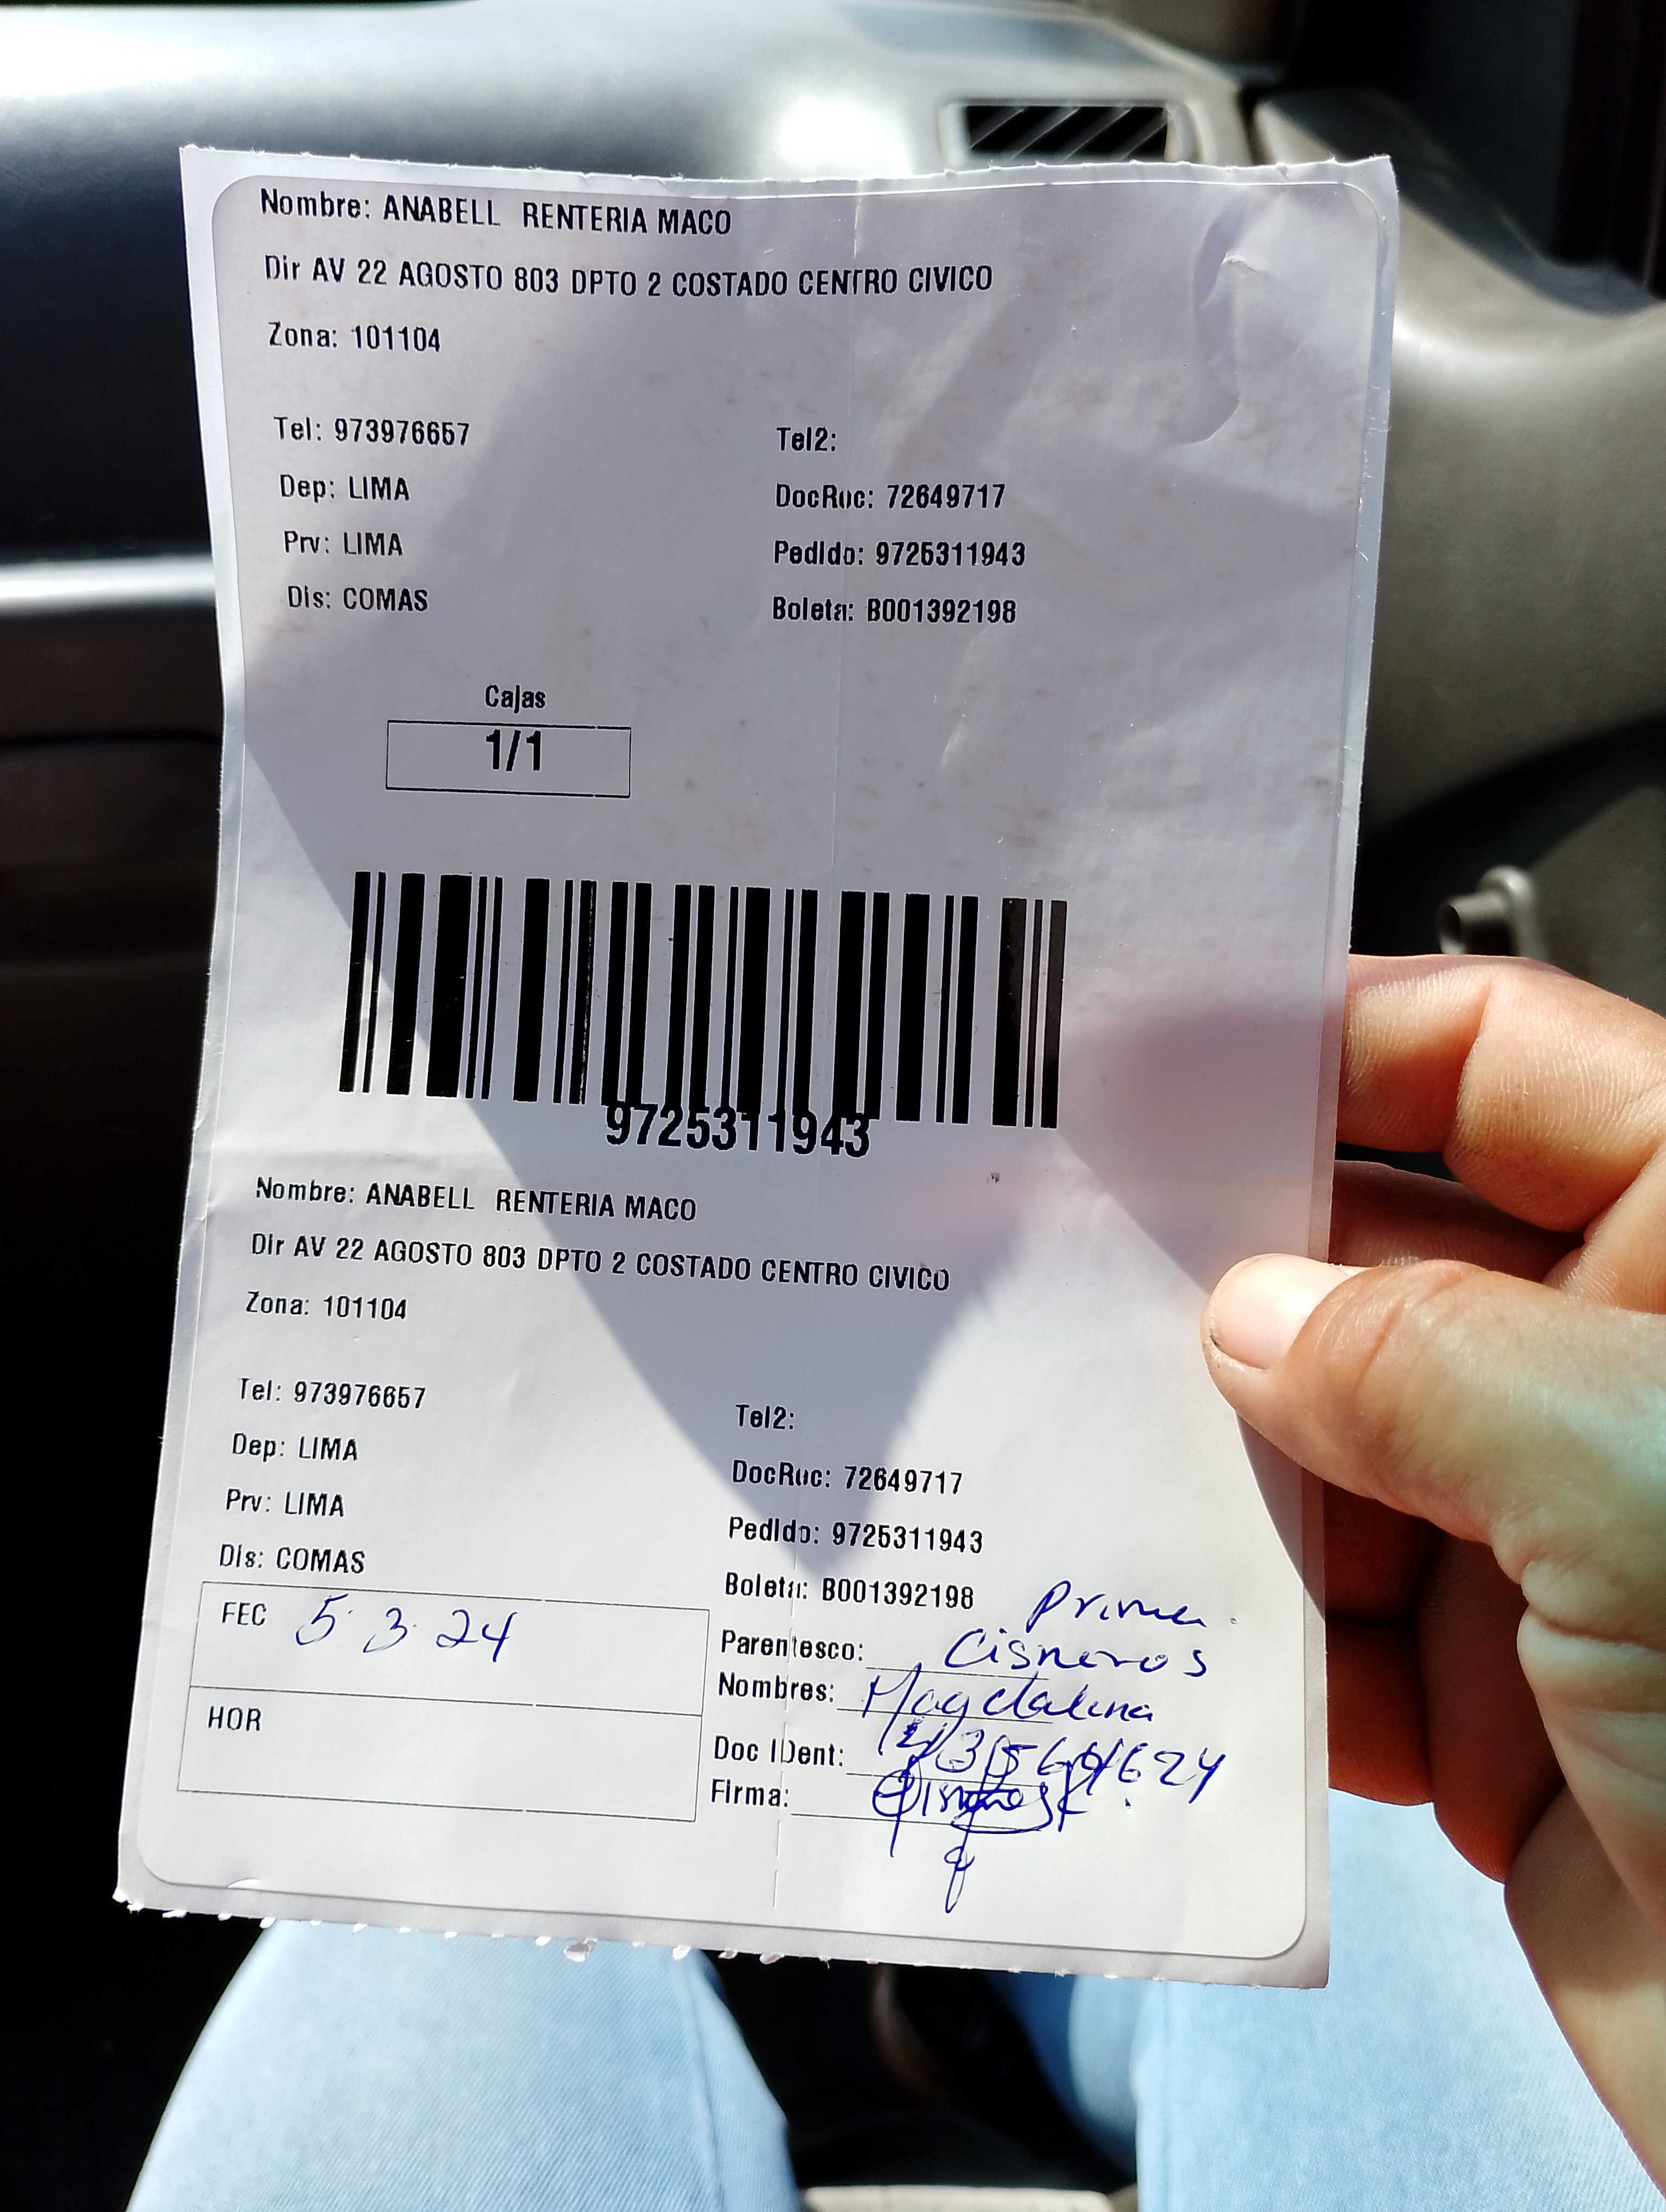 Nombre: ANABELL RENTERIA MACO
Dir AV 22 AGOSTO 803 DPTO 2 COSTADO CENTRO CIVICO
Zona: 101104
Tel: 973976657 Tel2:
Dep: LIMA DocRuc: 72649717
Prv: LIMA Pedido: 9725311943
Dis: COMAS Boleta: B001392198
Cajas
1/1
9725311943
Nombre: ANABELL RENTERIA MACO
Dir AV 22 AGOSTO 803 DPTO 2 COSTADO CENTRO CIVICO
Zona: 101104
Tel: 973976657 Tel2:
Dep: LIMA DocRuc: 72649717
Prv: LIMA Pedido: 9725311943
Dis: COMAS Boleta: B001392198
FEC 5 3 24
Prima
Parentesco: Cisneros
Nombres: Magdalena
HOR
Doc IDent:
Firma: